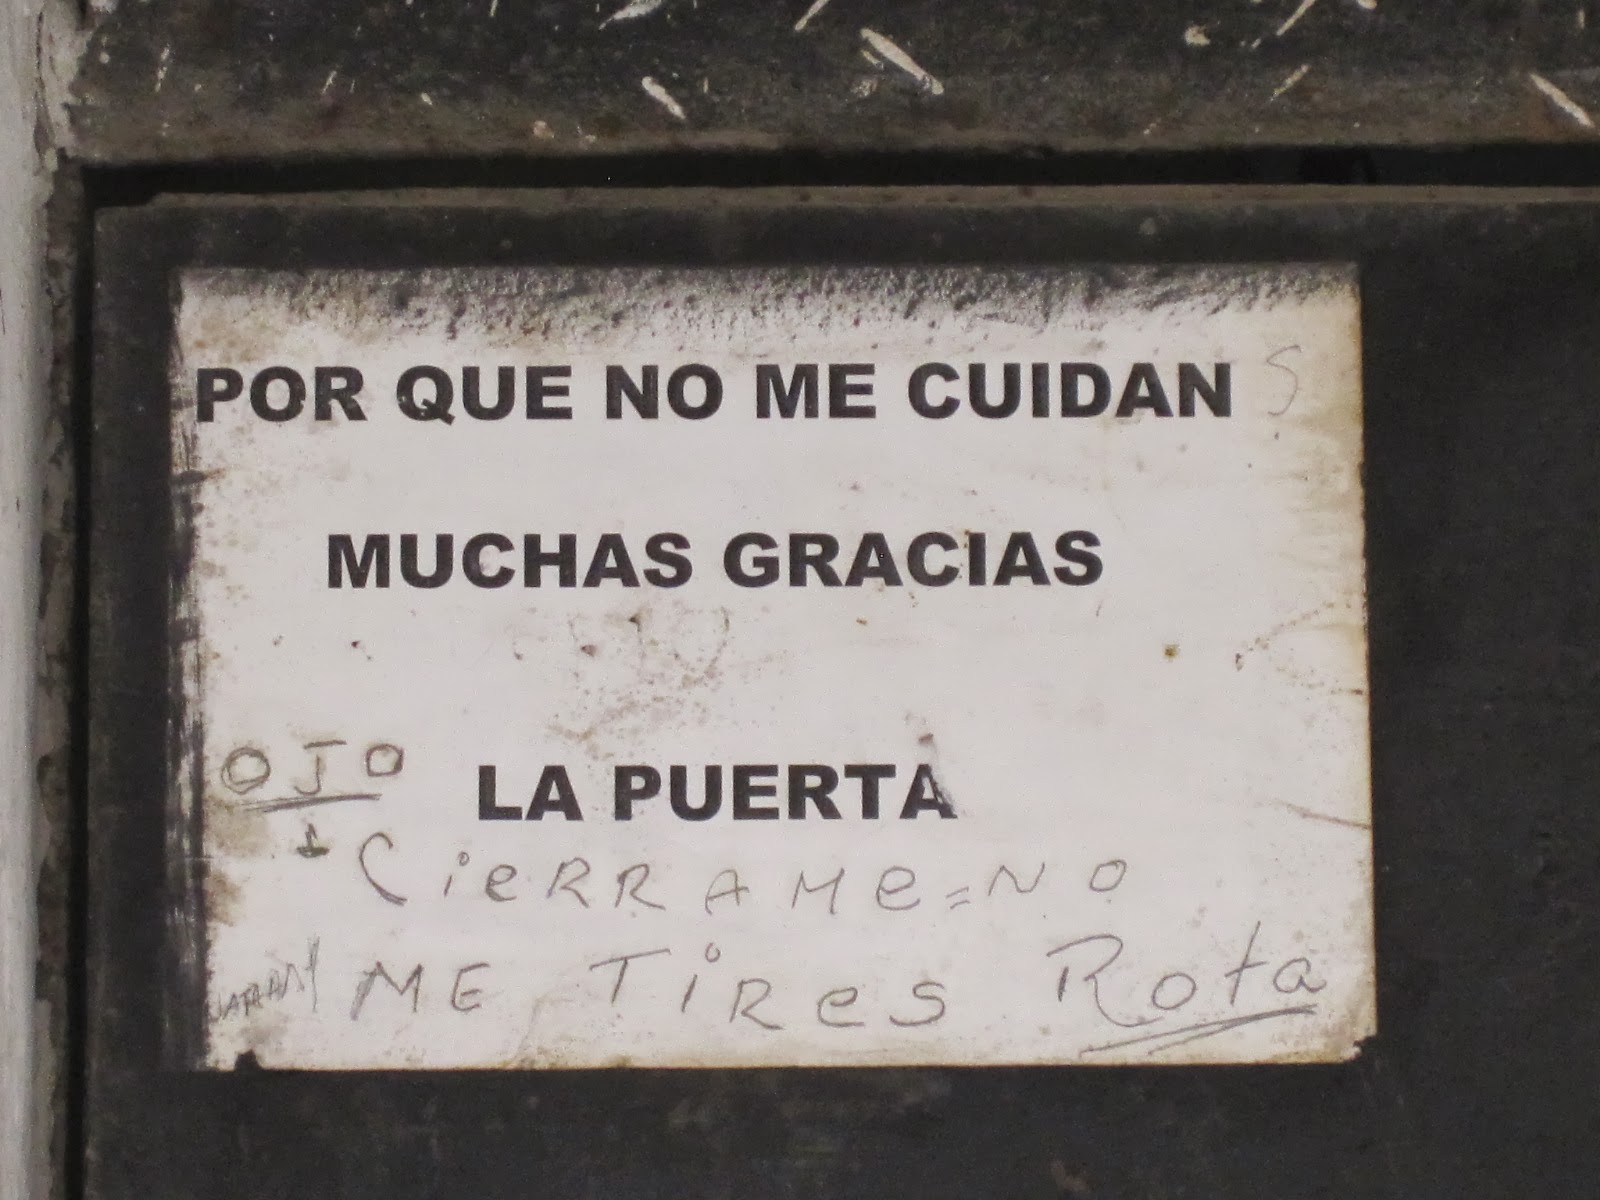 POR QUE NO ME CUIDAN S
MUCHAS GRACIAS
OJO
LA PUERTA
CieRRAMe=NO
ME TiReS Rota